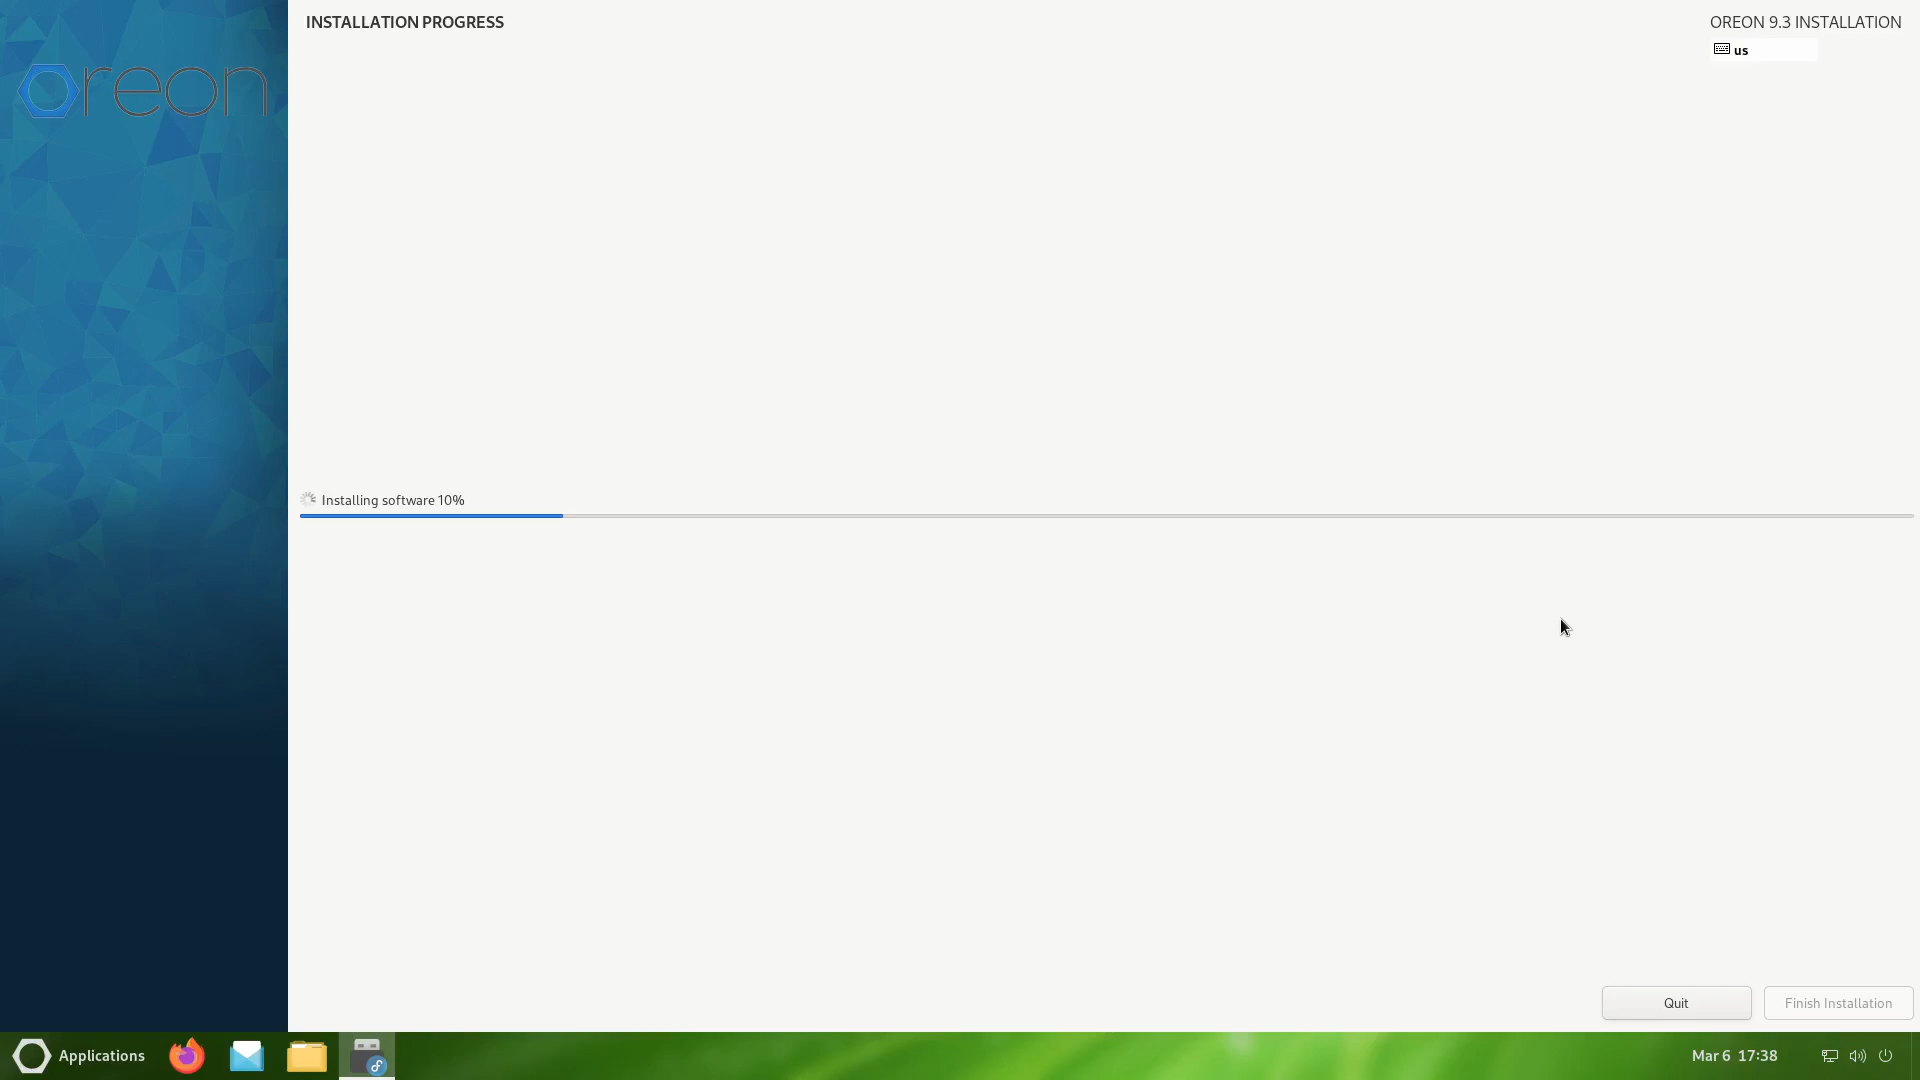 INSTALLATION PROGRESS
OREON 9.3 INSTALLATION
us
oreon
Installing software 10%
Quit
Finish Installation
Applications
Mar 6 17:38